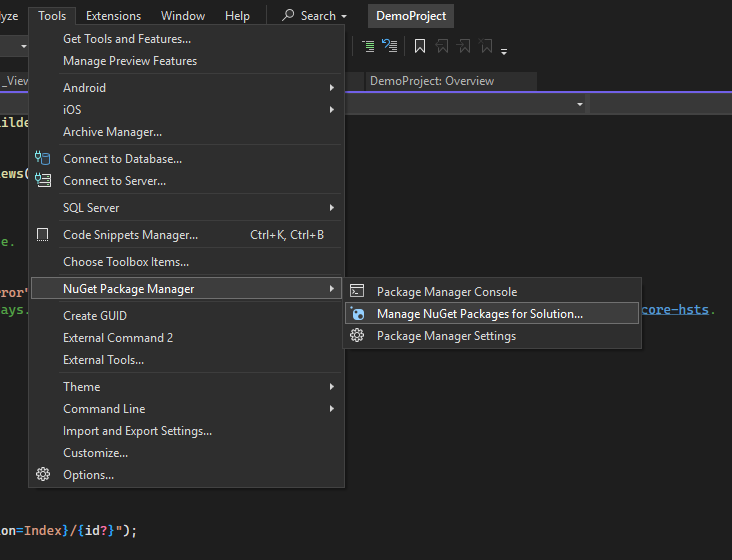 yze Tools Extensions Window Help Search DemoProject
Get Tools and Features...
Manage Preview Features
_View DemoProject: Overview
Android
iOS
ilde
Archive Manager...
Connect to Database...
ews(
Connect to Server...
SQL Server
e. Code Snippets Manager... Ctrl+K, Ctrl+B
Choose Toolbox Items...
rror" NuGet Package Manager Package Manager Console
ays. Create GUID Manage NuGet Packages for Solution... core-hsts.
External Command 2 Package Manager Settings
External Tools...
Theme
Command Line
Import and Export Settings...
Customize...
Options...
on=Index}/{id?}");